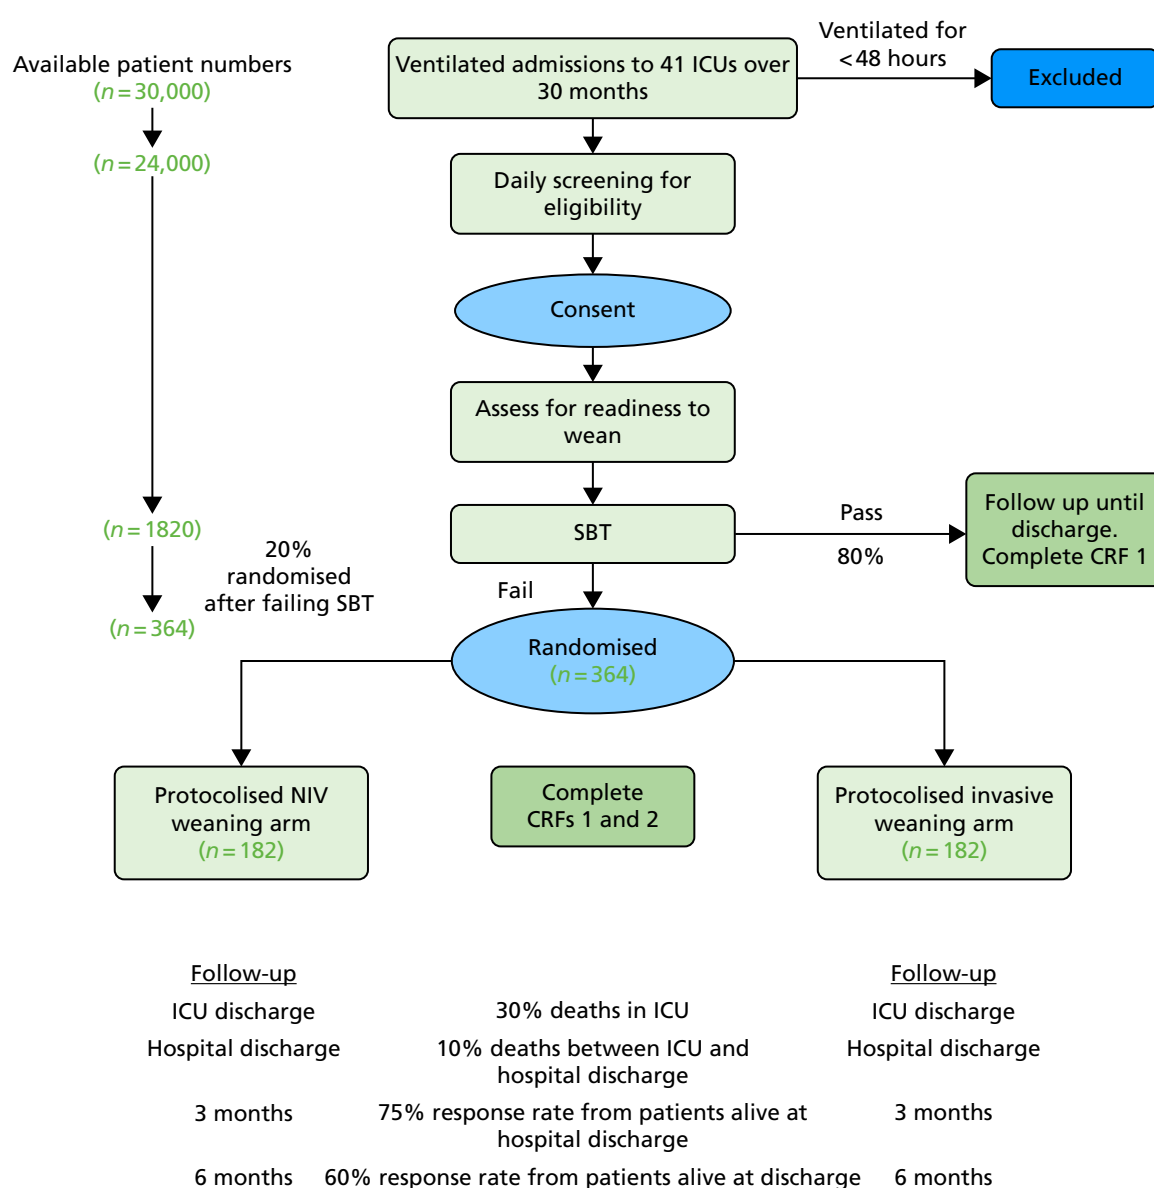 Available patient numbers
(n=30,000)
(n=24,000)
Ventilated admissions to 41 ICUs over
30 months
Ventilated for
<48 hours
Excluded
Daily screening for
eligibility
Consent
Assess for readiness to
wean
(n=1820)
20%
randomised
after failing SBT
(n=364)
SBT
Pass
80%
Follow up until
discharge.
Complete CRF 1
Fail
Randomised
(n=364)
Protocolised NIV
weaning arm
(n=182)
Complete
CRFs 1 and 2
Protocolised invasive
weaning arm
(n=182)
Follow-up
Follow-up
ICU discharge
30% deaths in ICU
ICU discharge
Hospital discharge
10% deaths between ICU and
hospital discharge
Hospital discharge
3 months
75% response rate from patients alive at
hospital discharge
3 months
6 months
60% response rate from patients alive at discharge
6 months